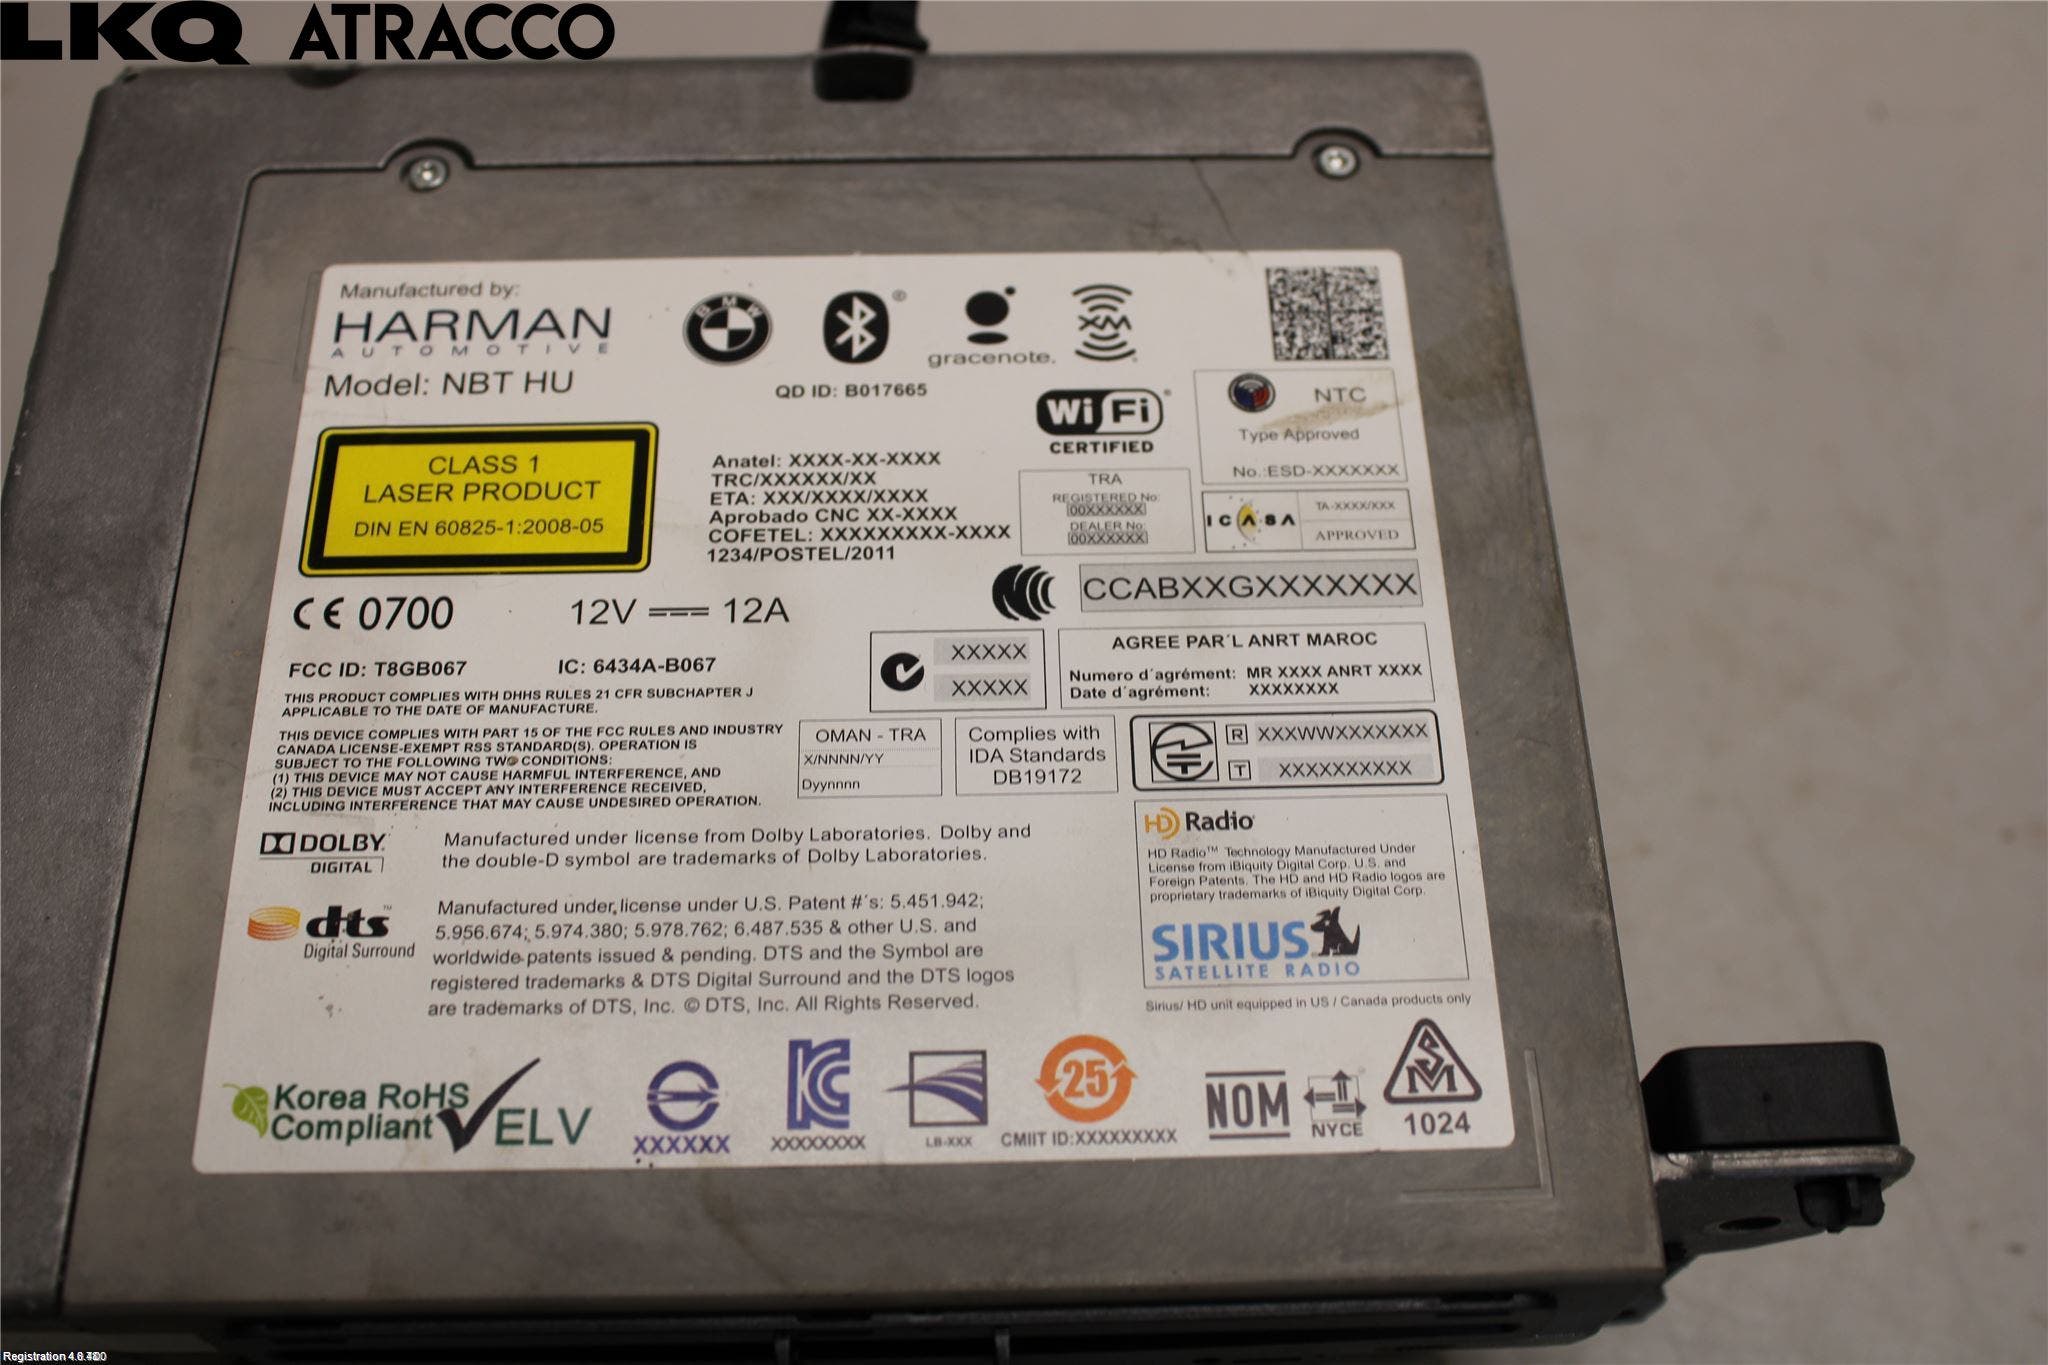 LKQ ATRACCO
Manufactured by:
HARMAN
AUTOMOTIVE
Model: NBT HU
BMW
gracenote.
XM
QD ID: B017665
Wi Fi
CERTIFIED
NTC
Type Approved
No.:ESD-XXXXXXX
CLASS 1
LASER PRODUCT
DIN EN 60825-1:2008-05
Anatel: XXXX-XX-XXXX
TRC/XXXXXX/XX
ETA: XXX/XXXX/XXXX
Aprobado CNC XX-XXXX
COFETEL: XXXXXXXXX-XXXX
1234/POSTEL/2011
TRA
REGISTERED No:
00XXXXXX
DEALER No:
00XXXXXX
ICASA
TA-XXXX/XXX
APPROVED
CCABXXGXXXXXXX
CE 0700
12V 12A
FCC ID: T8GB067
IC: 6434A-B067
XXXXX
XXXXX
AGREE PAR´L ANRT MAROC
Numero d´agrément: MR XXXX ANRT XXXX
Date d´agrément: XXXXXXXX
THIS PRODUCT COMPLIES WITH DHHS RULES 21 CFR SUBCHAPTER J
APPLICABLE TO THE DATE OF MANUFACTURE.
THIS DEVICE COMPLIES WITH PART 15 OF THE FCC RULES AND INDUSTRY
CANADA LICENSE-EXEMPT RSS STANDARD(S). OPERATION IS
SUBJECT TO THE FOLLOWING TWO CONDITIONS:
(1) THIS DEVICE MAY NOT CAUSE HARMFUL INTERFERENCE, AND
(2) THIS DEVICE MUST ACCEPT ANY INTERFERENCE RECEIVED,
INCLUDING INTERFERENCE THAT MAY CAUSE UNDESIRED OPERATION.
OMAN - TRA
X/NNNN/YY
Dyynnnn
Complies with
IDA Standards
DB19172
R XXXWWXXXXXXX
T XXXXXXXXXX
DOLBY
DIGITAL
Manufactured under license from Dolby Laboratories. Dolby and
the double-D symbol are trademarks of Dolby Laboratories.
dts
Digital Surround
Manufactured under license under U.S. Patent #´s: 5.451.942;
5.956.674; 5.974.380; 5.978.762; 6.487.535 & other U.S. and
worldwide patents issued & pending. DTS and the Symbol are
registered trademarks & DTS Digital Surround and the DTS logos
are trademarks of DTS, Inc. © DTS, Inc. All Rights Reserved.
HD Radio
HD Radio™ Technology Manufactured Under
License from iBiquity Digital Corp. U.S. and
Foreign Patents. The HD and HD Radio logos are
proprietary trademarks of iBiquity Digital Corp.
SIRIUS
SATELLITE RADIO
Sirius/ HD unit equipped in US / Canada products only
Korea RoHS
Compliant
ELV
XXXXXX
KC
XXXXXXXX
LB-XXX
25
CMIIT ID:XXXXXXXXX
NOM
NYCE
SM
1024
Registration